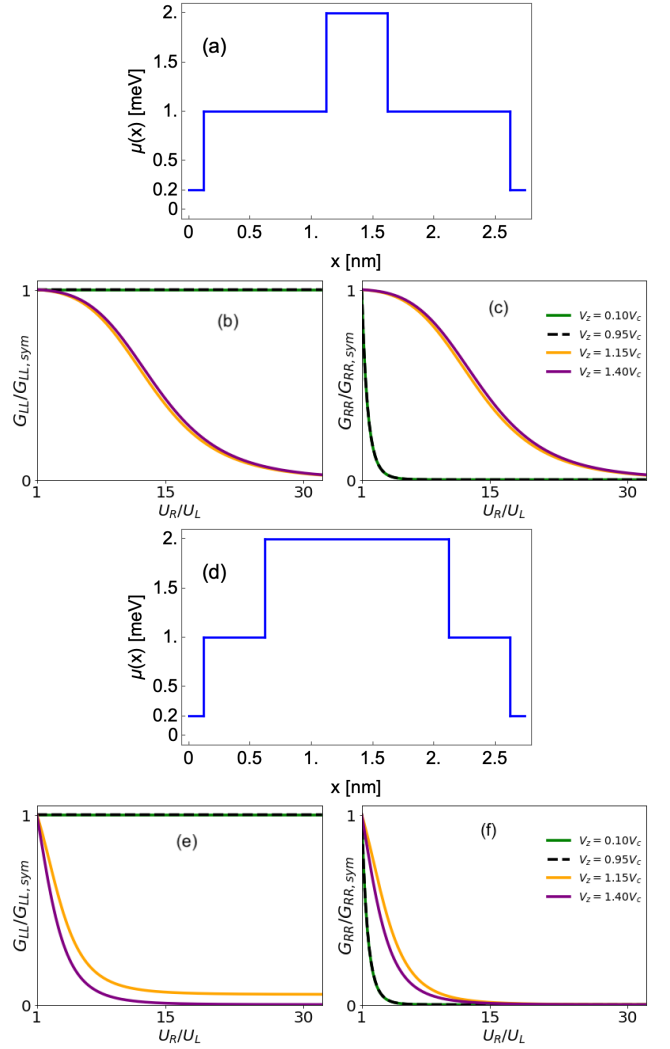 (a)
μ(x) [meV]
2.
1.5
1.
0.5
0.2
0
0 0.5 1. 1.5 2. 2.5
x [nm]
(b)
G_{LL}/G_{LL,sym}
1
0
1 15 30
U_R/U_L
(c)
G_{RR}/G_{RR,sym}
1
0
V_z = 0.10V_c
V_z = 0.95V_c
V_z = 1.15V_c
V_z = 1.40V_c
1 15 30
U_R/U_L
(d)
μ(x) [meV]
2.
1.5
1.
0.5
0.2
0
0 0.5 1. 1.5 2. 2.5
x [nm]
(e)
G_{LL}/G_{LL,sym}
1
0
1 15 30
U_R/U_L
(f)
G_{RR}/G_{RR,sym}
1
0
V_z = 0.10V_c
V_z = 0.95V_c
V_z = 1.15V_c
V_z = 1.40V_c
1 15 30
U_R/U_L